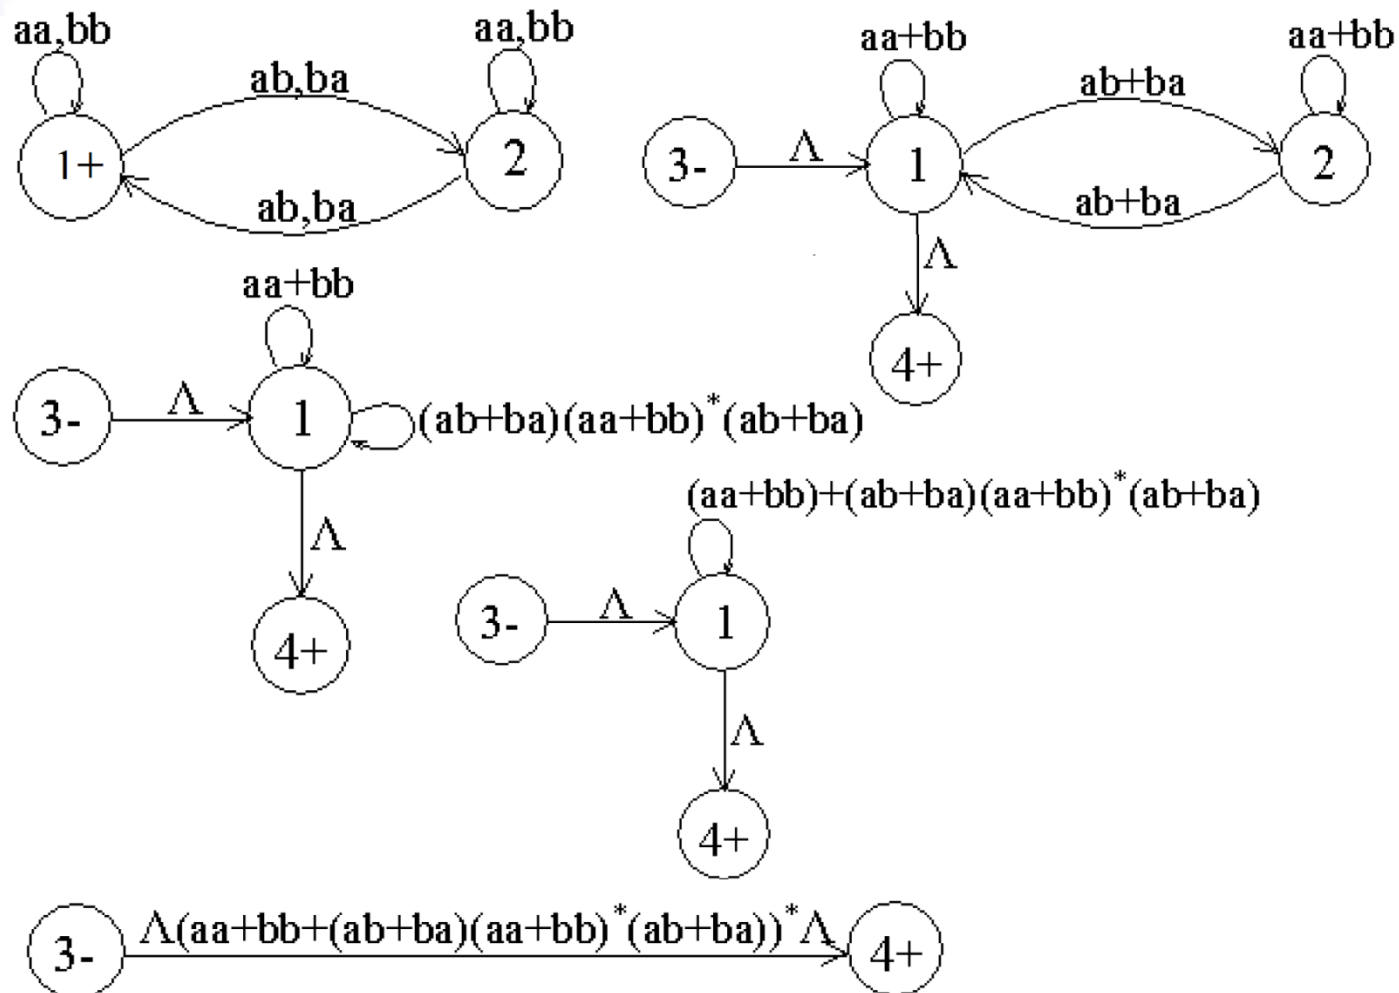 aa,bb
aa,bb
ab,ba
1+
2
ab,ba
aa+bb
aa+bb
ab+ba
3-
Λ
1
2
ab+ba
Λ
4+
aa+bb
3-
Λ
1
(ab+ba)(aa+bb)*(ab+ba)
Λ
4+
(aa+bb)+(ab+ba)(aa+bb)*(ab+ba)
3-
Λ
1
Λ
4+
3-
Λ(aa+bb+(ab+ba)(aa+bb)*(ab+ba))*Λ
4+